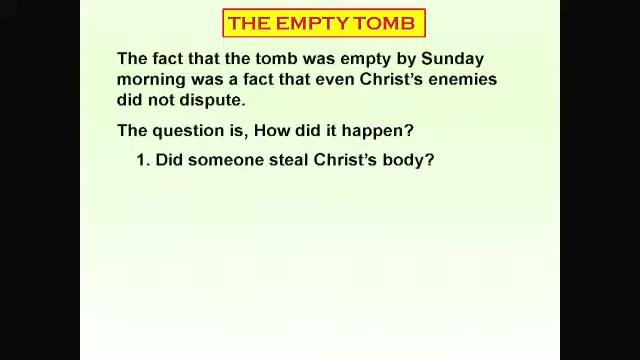 THE EMPTY TOMB
The fact that the tomb was empty by Sunday
morning was a fact that even Christ's enemies
did not dispute.
The question is, How did it happen?
1. Did someone steal Christ's body?